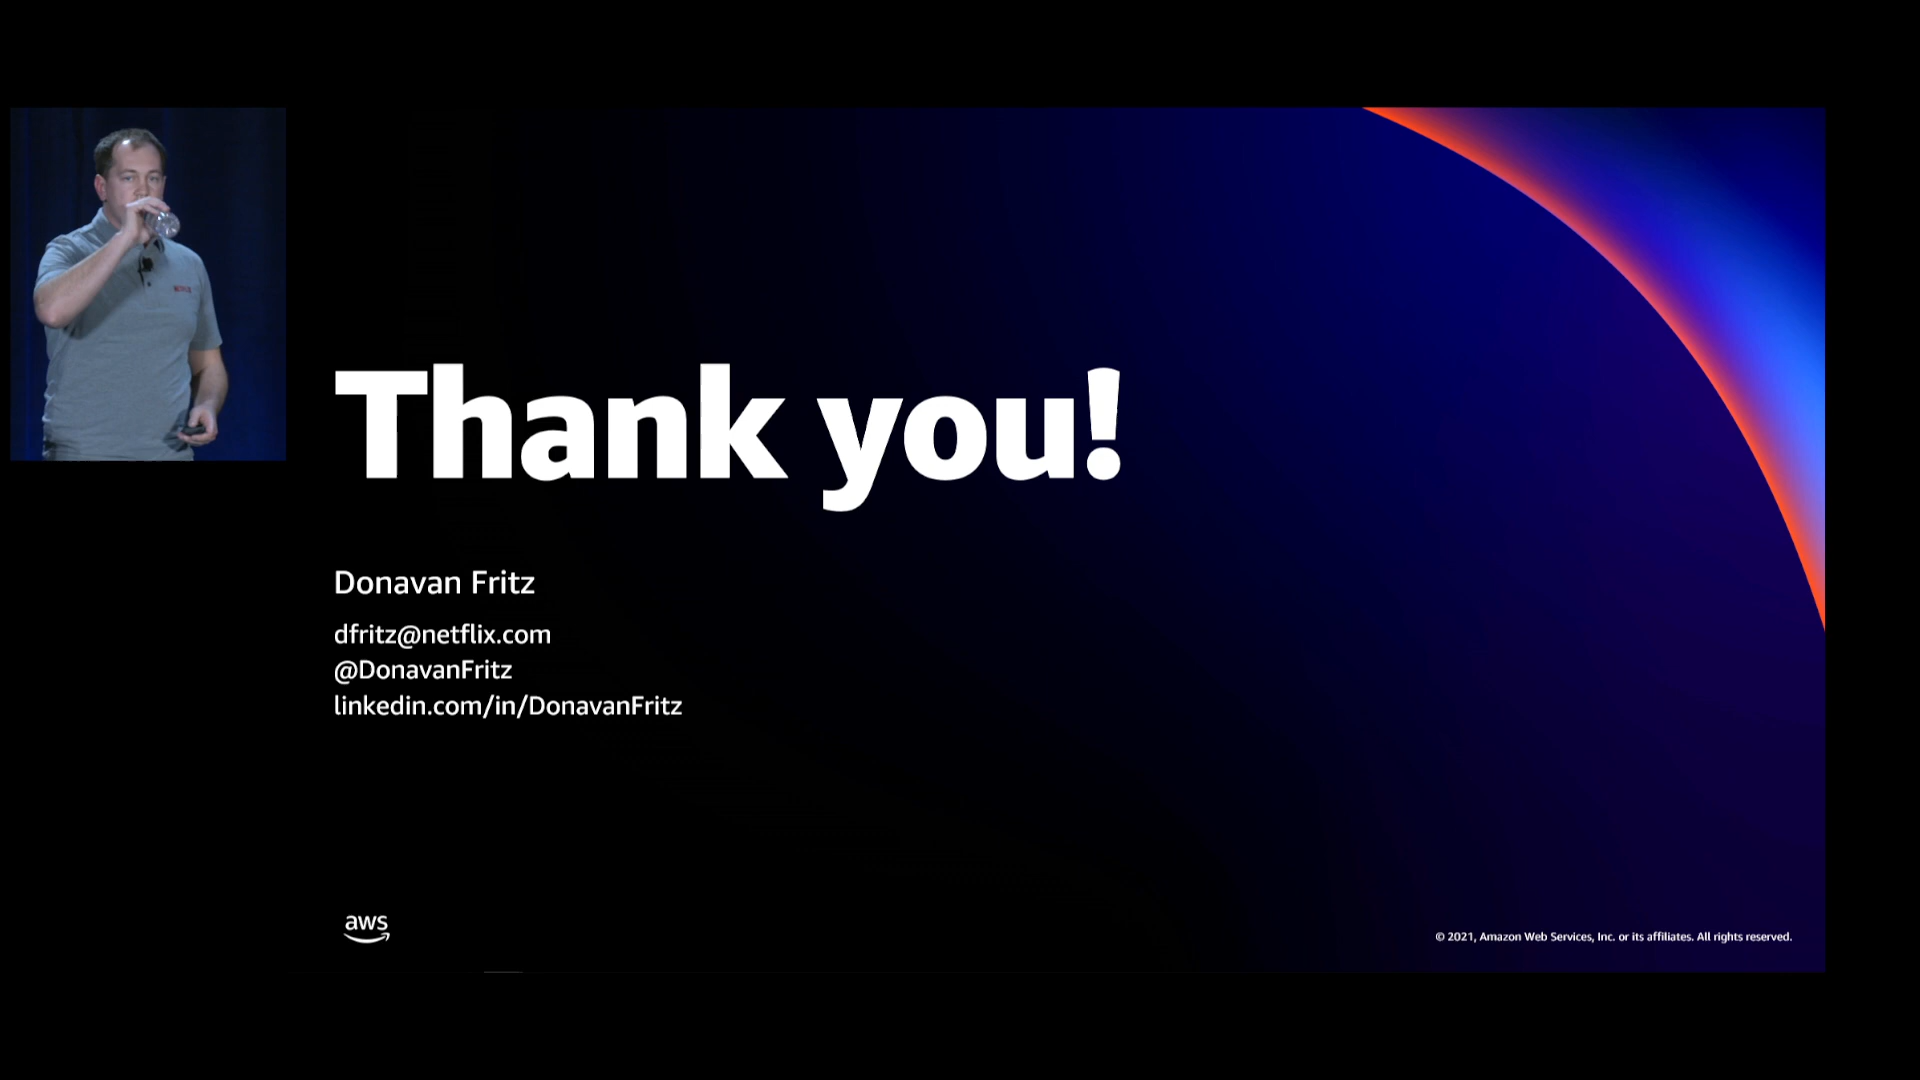 NETFLIX
Thank you!
Donavan Fritz
dfritz@netflix.com
@DonavanFritz
linkedin.com/in/DonavanFritz
aws
© 2021, Amazon Web Services, Inc. or its affiliates. All rights reserved.